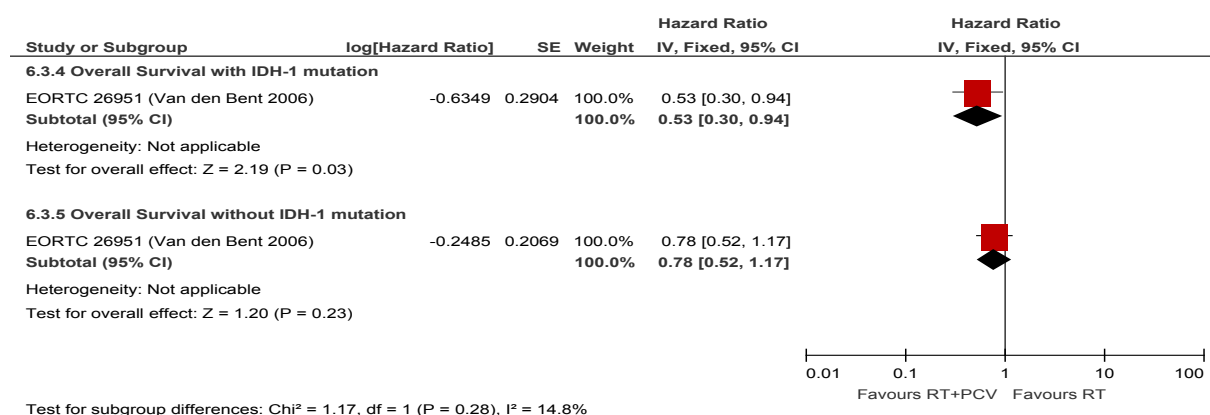 Hazard Ratio Hazard Ratio
Study or Subgroup log[Hazard Ratio] SE Weight IV, Fixed, 95% CI IV, Fixed, 95% CI
6.3.4 Overall Survival with IDH-1 mutation
EORTC 26951 (Van den Bent 2006) -0.6349 0.2904 100.0% 0.53 [0.30, 0.94]
Subtotal (95% CI) 100.0% 0.53 [0.30, 0.94]
Heterogeneity: Not applicable
Test for overall effect: Z = 2.19 (P = 0.03)
6.3.5 Overall Survival without IDH-1 mutation
EORTC 26951 (Van den Bent 2006) -0.2485 0.2069 100.0% 0.78 [0.52, 1.17]
Subtotal (95% CI) 100.0% 0.78 [0.52, 1.17]
Heterogeneity: Not applicable
Test for overall effect: Z = 1.20 (P = 0.23)
0.01 0.1 1 10 100
Favours RT+PCV Favours RT
Test for subgroup differences: Chi² = 1.17, df = 1 (P = 0.28), I² = 14.8%